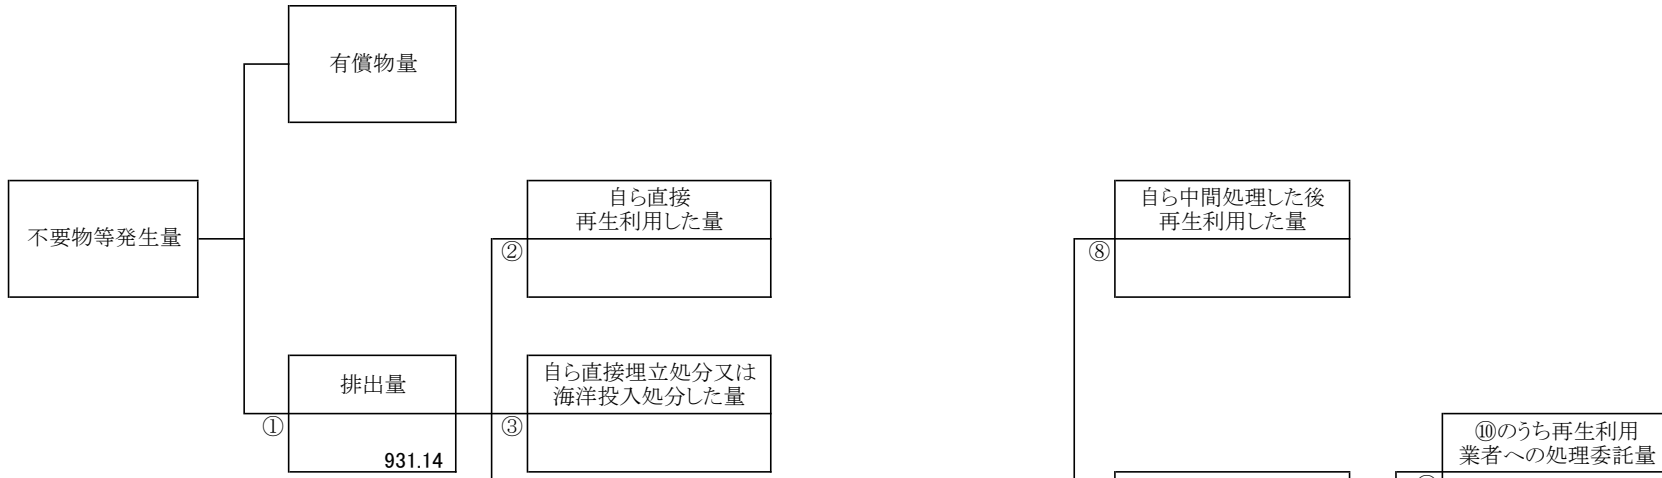 有償物量
不要物等発生量
自ら直接
再生利用した量
②
自ら中間処理した後
再生利用した量
⑧
排出量
①
931.14
自ら直接埋立処分又は
海洋投入処分した量
③
⑩のうち再生利用
業者への処理委託量